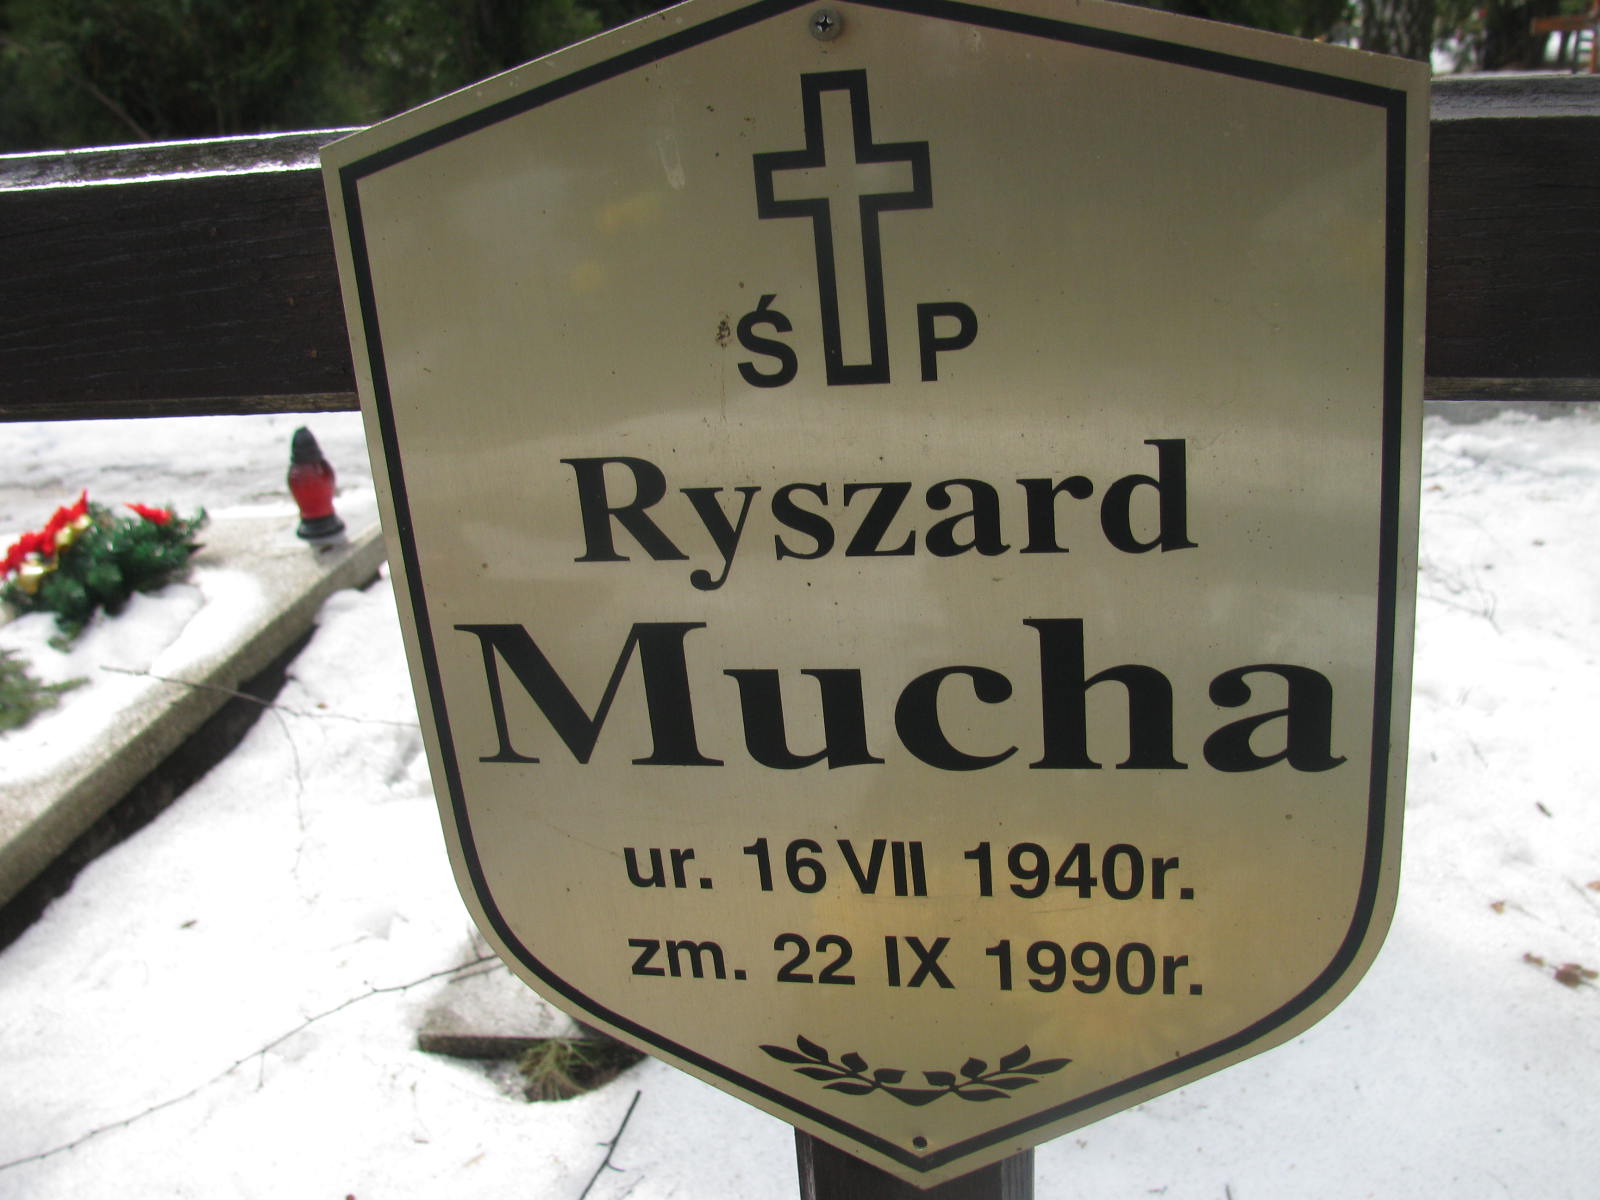 Ś P
Ryszard
Mucha
ur. 16 VII 1940r.
zm. 22 IX 1990r.